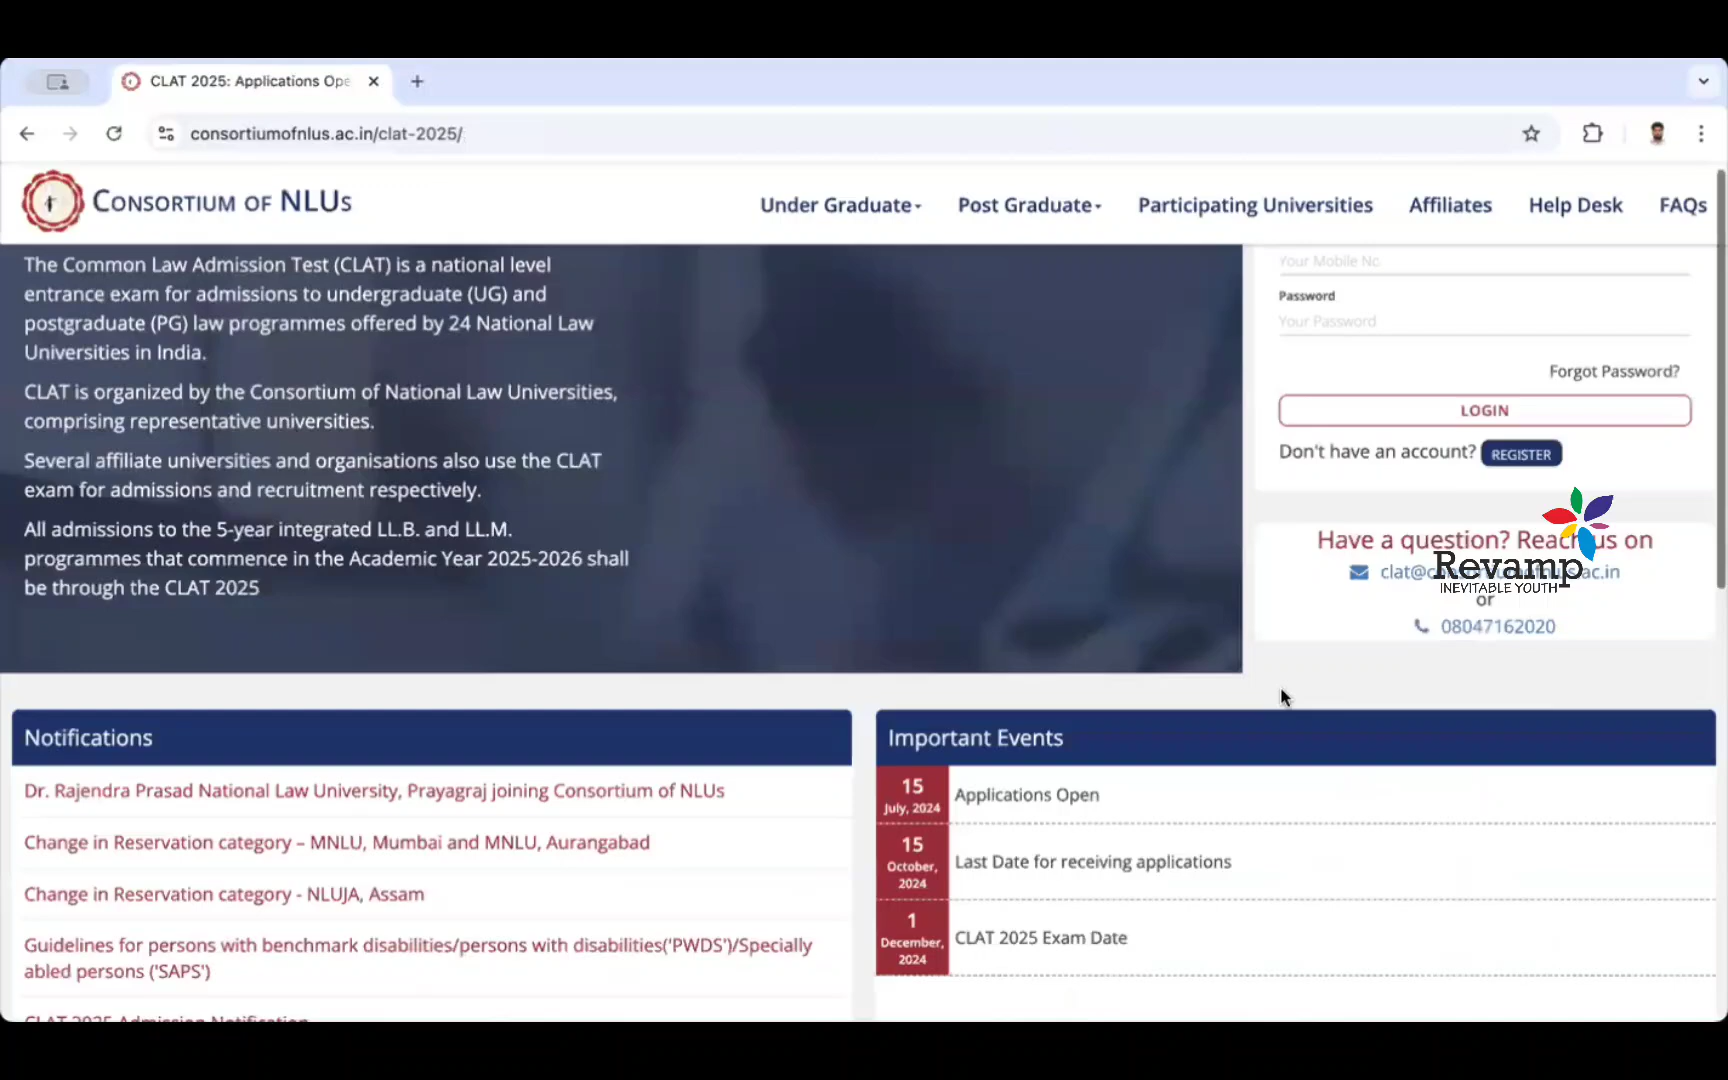 CLAT 2025: Applications Ope
consortiumofnlus.ac.in/clat-2025/
CONSORTIUM OF NLUS
Under Graduate
Post Graduate
Participating Universities
Affiliates
Help Desk
FAQs
The Common Law Admission Test (CLAT) is a national level
entrance exam for admissions to undergraduate (UG) and
postgraduate (PG) law programmes offered by 24 National Law
Universities in India.
CLAT is organized by the Consortium of National Law Universities,
comprising representative universities.
Several affiliate universities and organisations also use the CLAT
exam for admissions and recruitment respectively.
All admissions to the 5-year integrated LL.B. and LL.M.
programmes that commence in the Academic Year 2025-2026 shall
be through the CLAT 2025
Your Mobile No
Password
Your Password
Forgot Password?
LOGIN
Don't have an account? REGISTER
Have a question? Reach us on
Revamp
INEVITABLE YOUTH
or
08047162020
Notifications
Dr. Rajendra Prasad National Law University, Prayagraj joining Consortium of NLUs
Change in Reservation category – MNLU, Mumbai and MNLU, Aurangabad
Change in Reservation category - NLUJA, Assam
Guidelines for persons with benchmark disabilities/persons with disabilities('PWDS')/Specially
abled persons ('SAPS')
CLAT 2025 Admission Notification
Important Events
15
July, 2024
Applications Open
15
October,
2024
Last Date for receiving applications
1
December,
2024
CLAT 2025 Exam Date